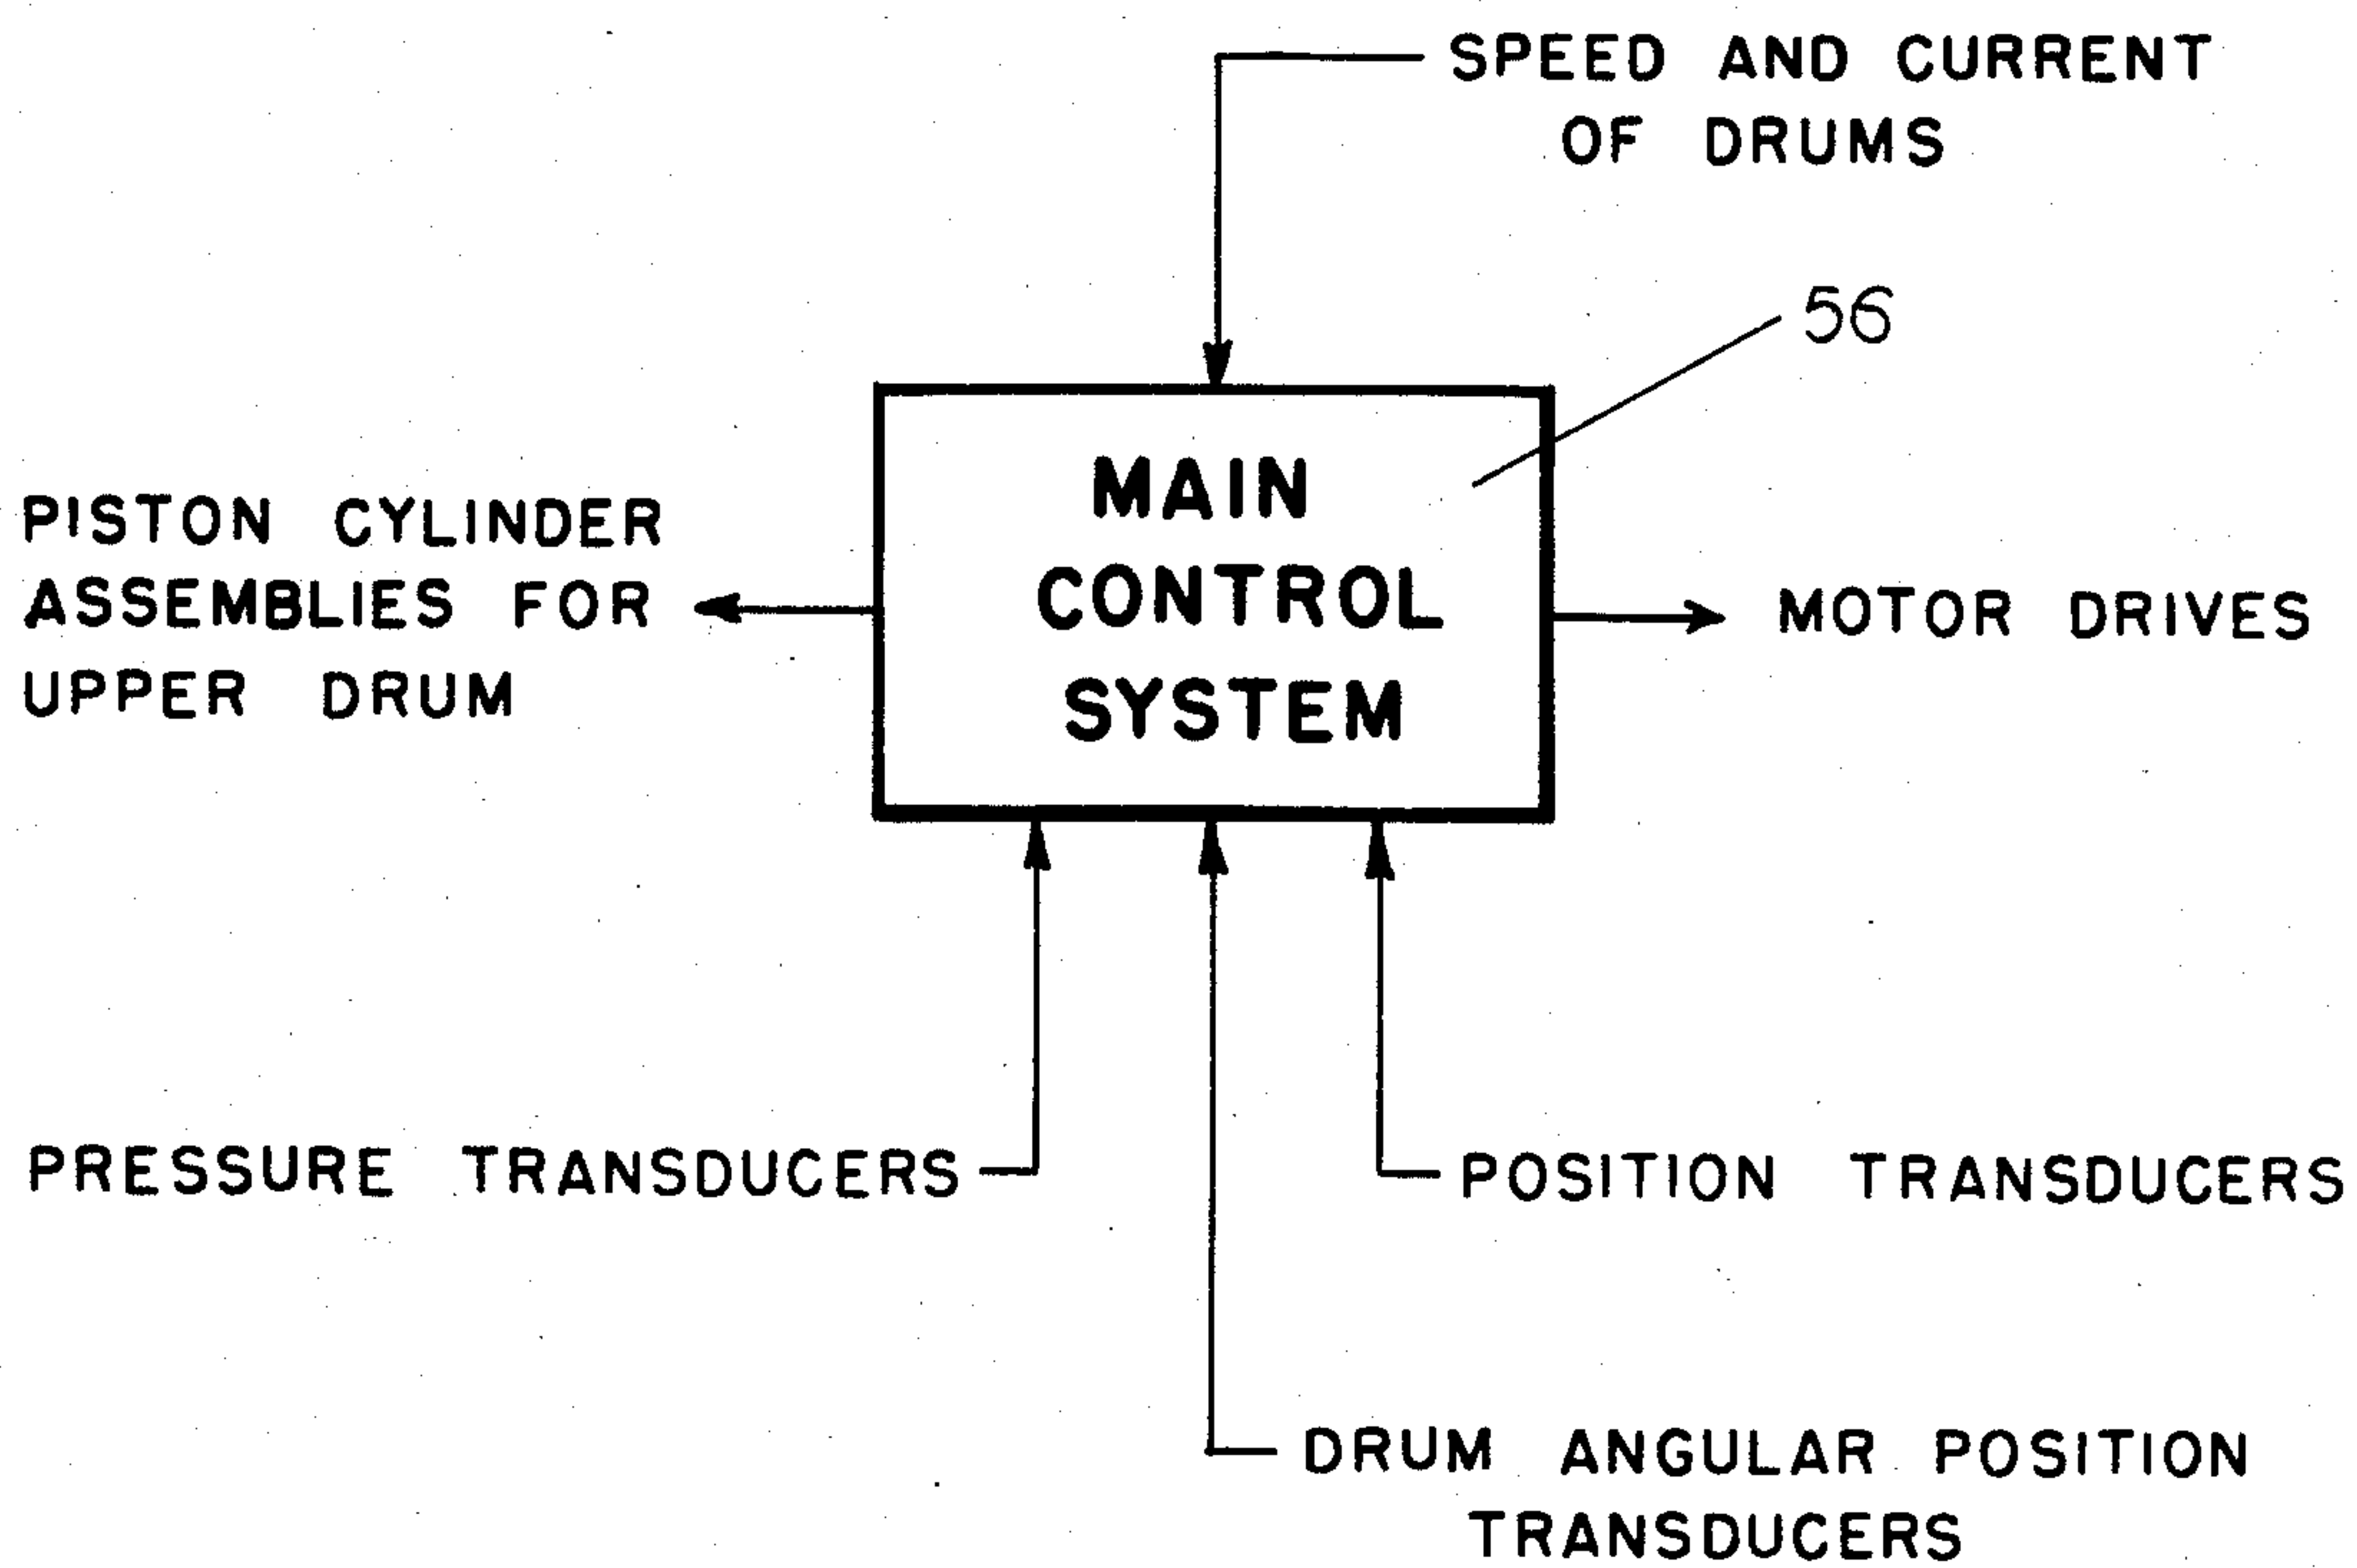 SPEED AND CURRENT
OF DRUMS
56
MAIN
CONTROL
SYSTEM
PISTON CYLINDER
ASSEMBLIES FOR
UPPER DRUM
MOTOR DRIVES
PRESSURE TRANSDUCERS
POSITION TRANSDUCERS
DRUM ANGULAR POSITION
TRANSDUCERS